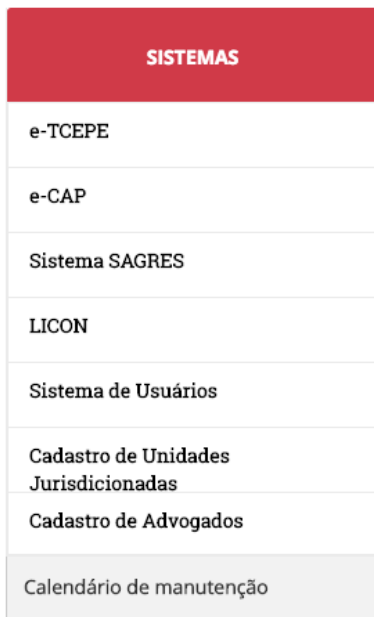 SISTEMAS
e-TCEPE
e-CAP
Sistema SAGRES
LICON
Sistema de Usuários
Cadastro de Unidades
Jurisdicionadas
Cadastro de Advogados
Calendário de manutenção